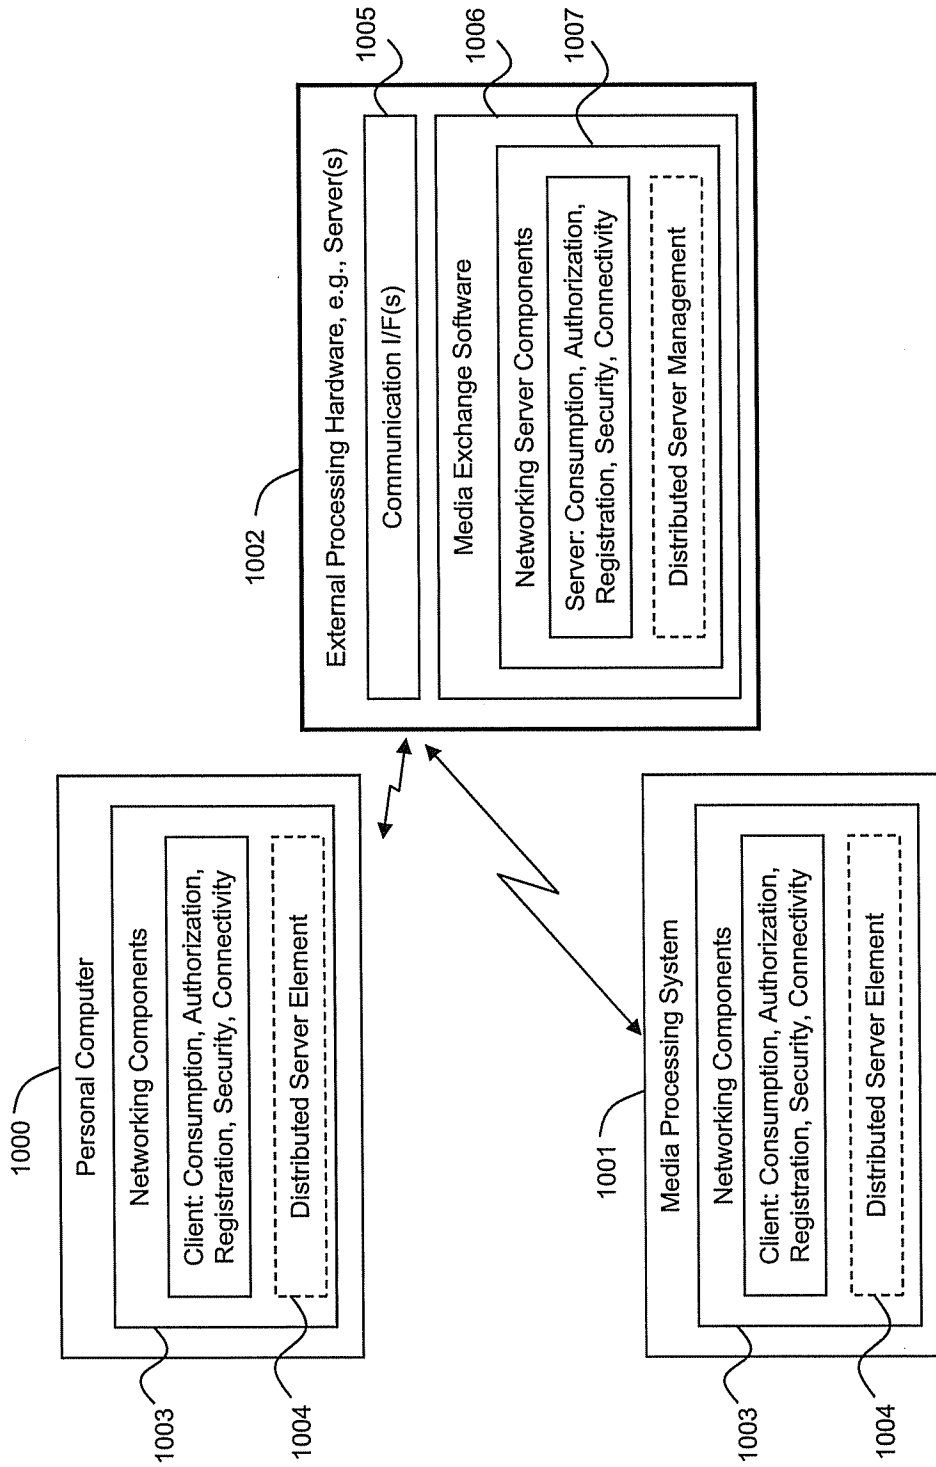 1000
Personal Computer
Networking Components
Client: Consumption, Authorization,
Registration, Security, Connectivity
Distributed Server Element
1003
1004
1001
Media Processing System
Networking Components
Client: Consumption, Authorization,
Registration, Security, Connectivity
Distributed Server Element
1003
1004
1002
External Processing Hardware, e.g., Server(s)
Communication I/F(s)
Media Exchange Software
Networking Server Components
Server: Consumption, Authorization,
Registration, Security, Connectivity
Distributed Server Management
1005
1006
1007